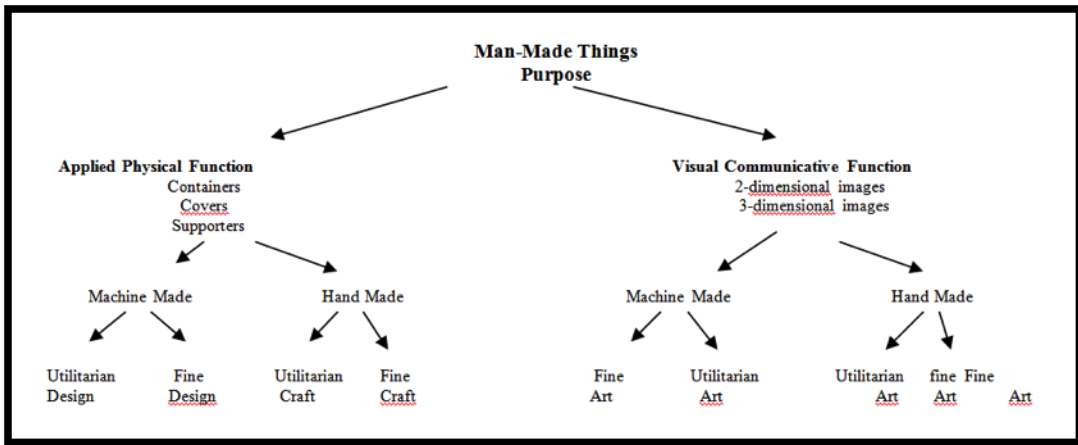 Man-Made Things
Purpose
Applied Physical Function
Containers
Covers
Supporters
Visual Communicative Function
2-dimensional images
3-dimensional images
Machine Made
Hand Made
Machine Made
Hand Made
Utilitarian
Design
Fine
Design
Utilitarian
Craft
Fine
Craft
Fine
Art
Utilitarian
Art
Utilitarian fine Fine
Art Art Art